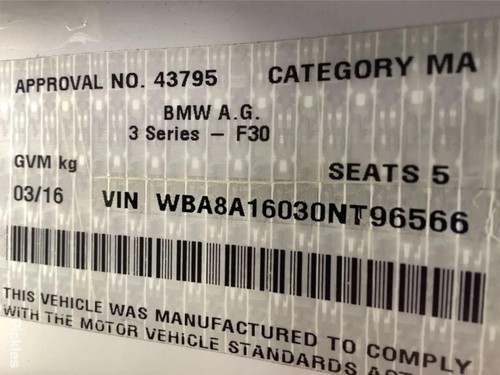 APPROVAL NO. 43795 CATEGORY MA
BMW A.G.
3 Series – F30
GVM kg SEATS 5
03/16 VIN WBA8A16030NT96566
THIS VEHICLE WAS MANUFACTURED TO COMPLY
WITH THE MOTOR VEHICLE STANDARDS ACT